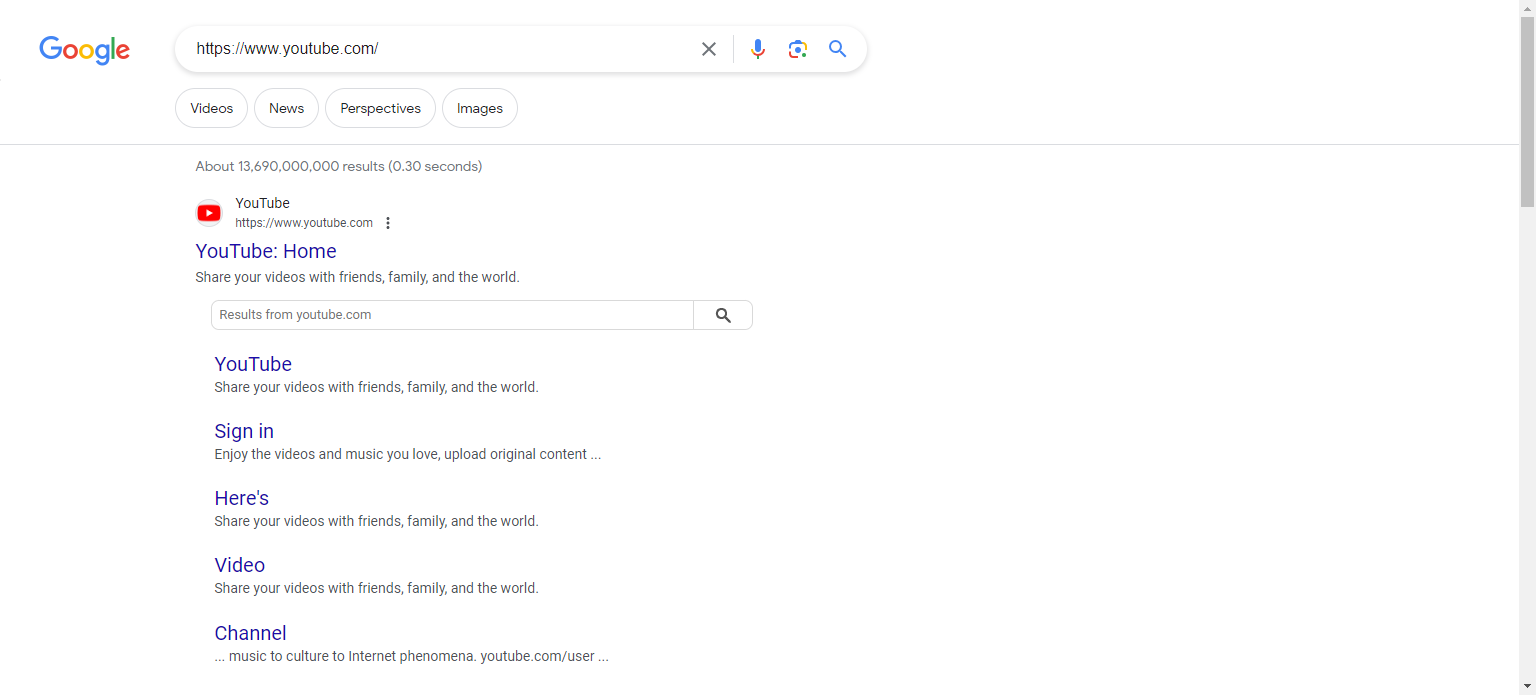 Google
https://www.youtube.com/
Videos
News
Perspectives
Images
About 13,690,000,000 results (0.30 seconds)
YouTube
https://www.youtube.com
YouTube: Home
Share your videos with friends, family, and the world.
Results from youtube.com
YouTube
Share your videos with friends, family, and the world.
Sign in
Enjoy the videos and music you love, upload original content ...
Here's
Share your videos with friends, family, and the world.
Video
Share your videos with friends, family, and the world.
Channel
... music to culture to Internet phenomena. youtube.com/user ...